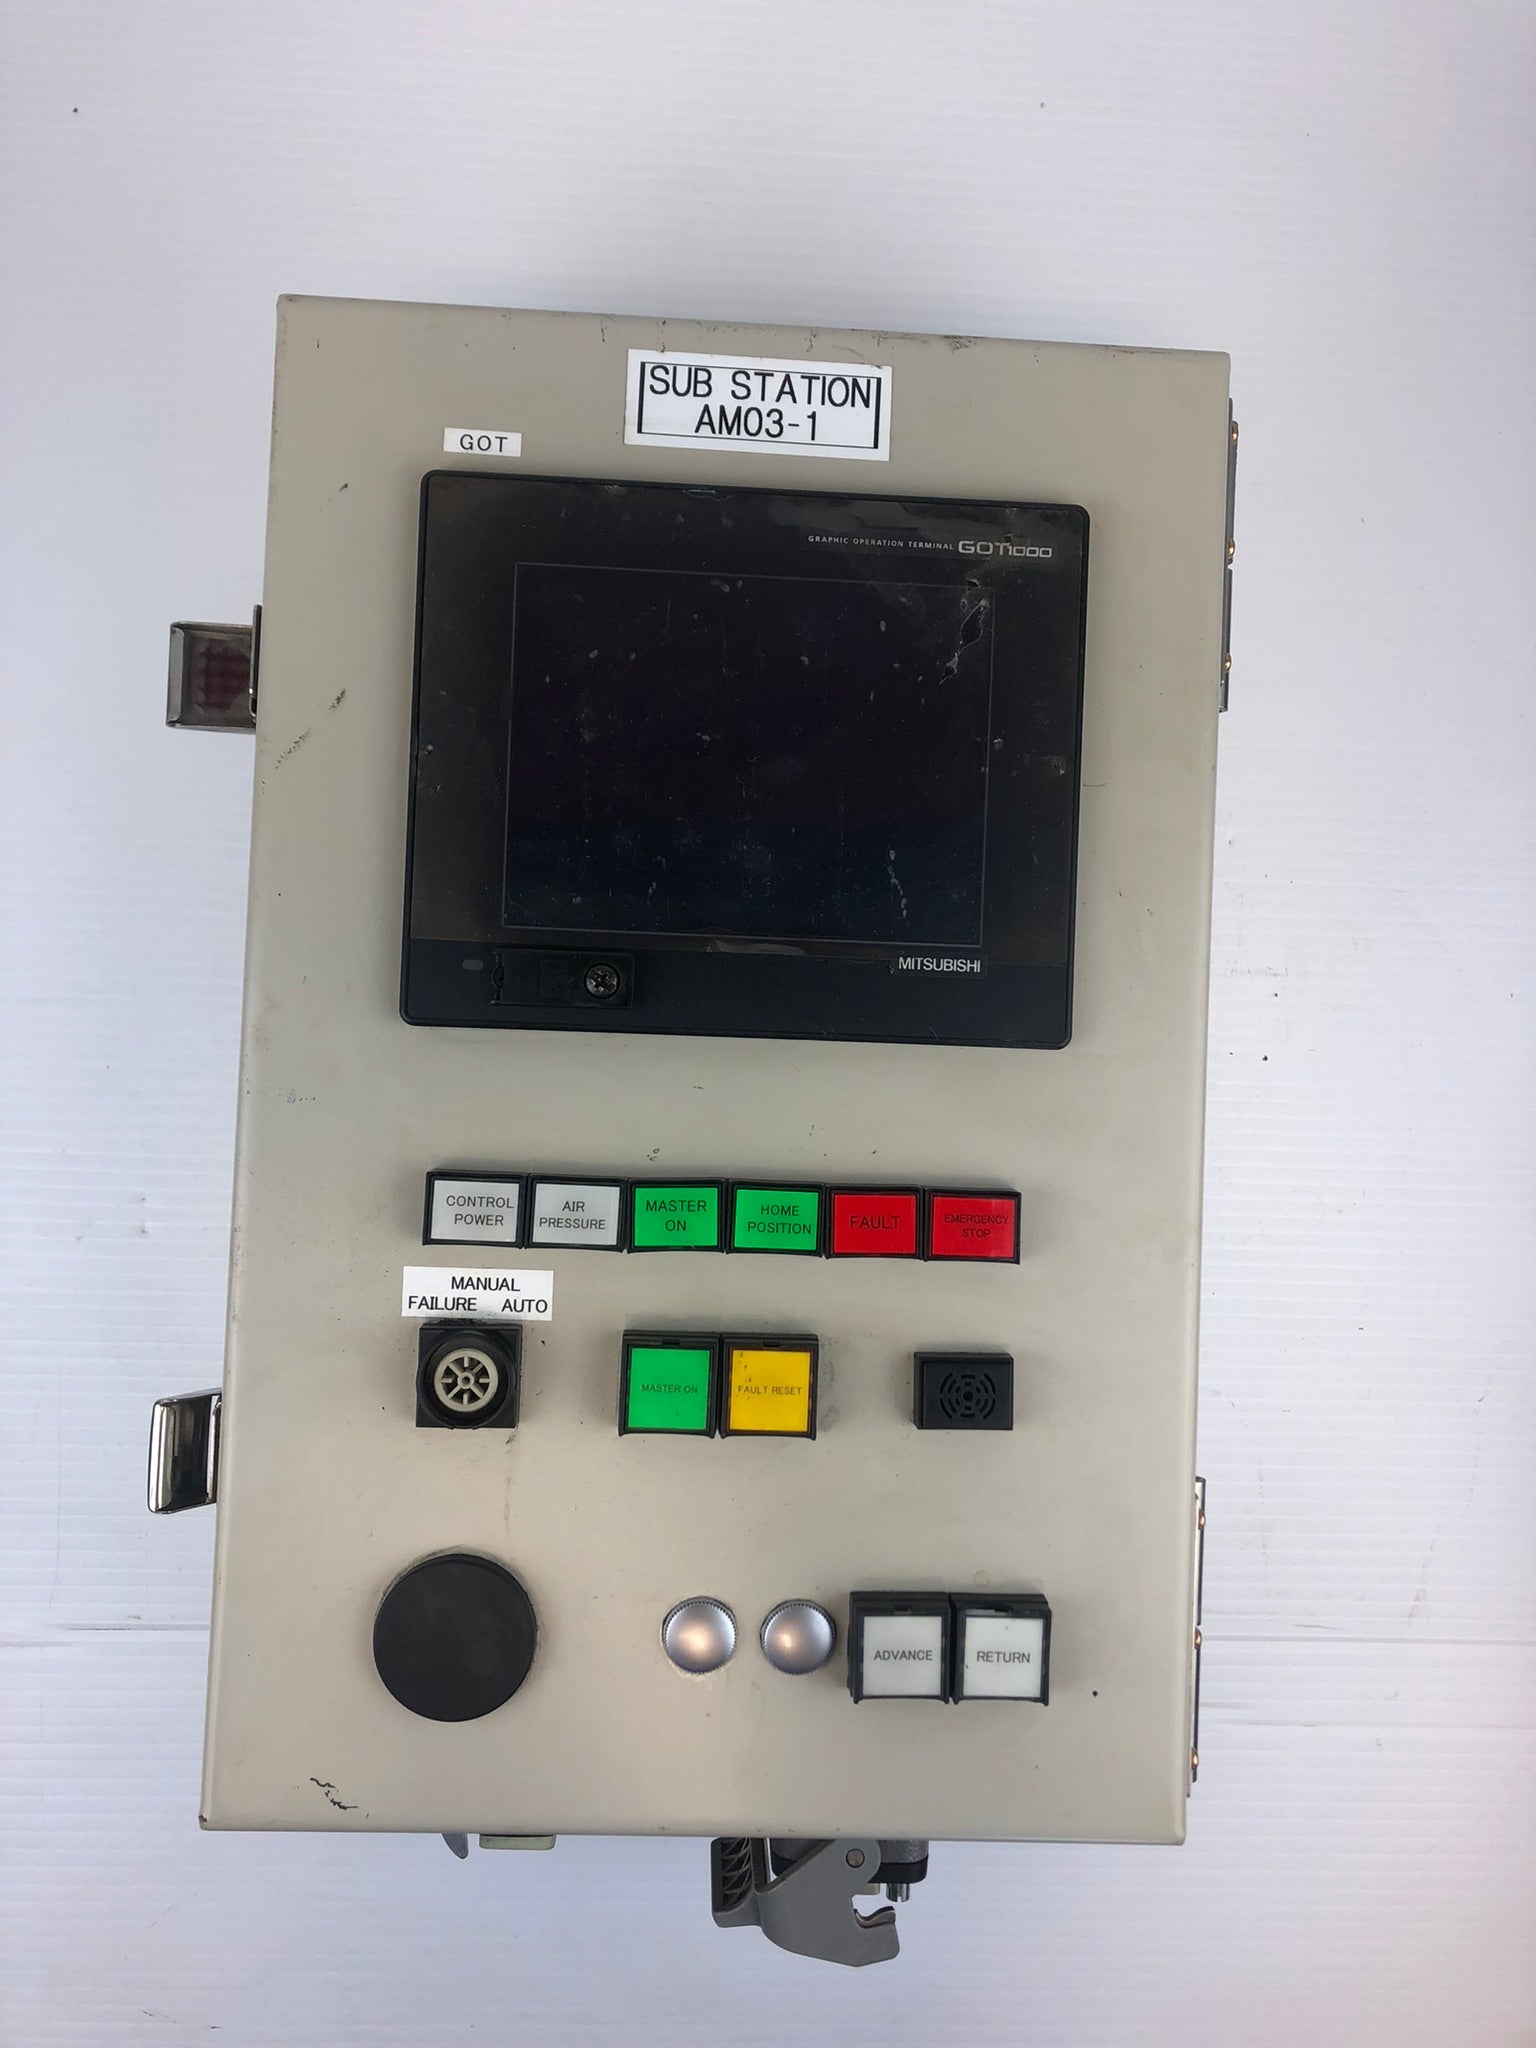 SUB STATION
AM03-1
GOT
GRAPHIC OPERATION TERMINAL GOT1000
MITSUBISHI
CONTROL
POWER
AIR
PRESSURE
MASTER
ON
HOME
POSITION
FAULT
EMERGENCY
STOP
MANUAL
FAILURE AUTO
MASTER ON
FAULT RESET
ADVANCE
RETURN